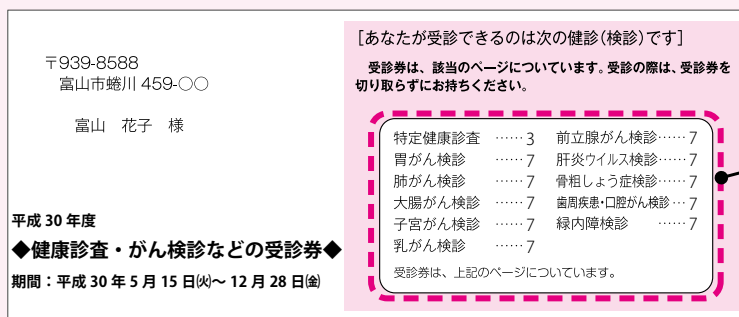 〒939-8588
富山市蜷川 459-○○
富山　花子　様
平成 30 年度
◆健康診査・がん検診などの受診券◆
期間：平成 30 年 5 月 15 日㈫～ 12 月 28 日㈮
［あなたが受診できるのは次の健診（検診）です］
受診券は、該当のページについています。受診の際は、受診券を
切り取らずにお持ちください。
特定健康診査 ……3
胃がん検診 ……7
肺がん検診 ……7
大腸がん検診 ……7
子宮がん検診 ……7
乳がん検診 ……7
前立腺がん検診……7
肝炎ウイルス検診……7
骨粗しょう症検診……7
歯周疾患・口腔がん検診…7
緑内障検診 ……7
受診券は、上記のページについています。